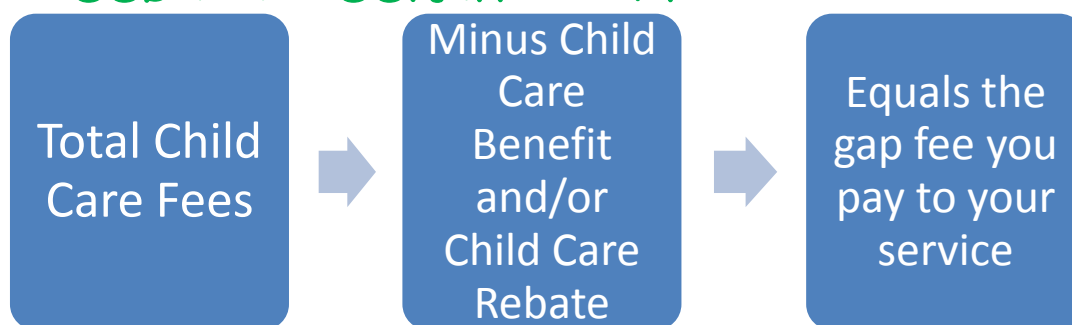 Total Child
Care Fees
Minus Child
Care
Benefit
and/or
Child Care
Rebate
Equals the
gap fee you
pay to your
service